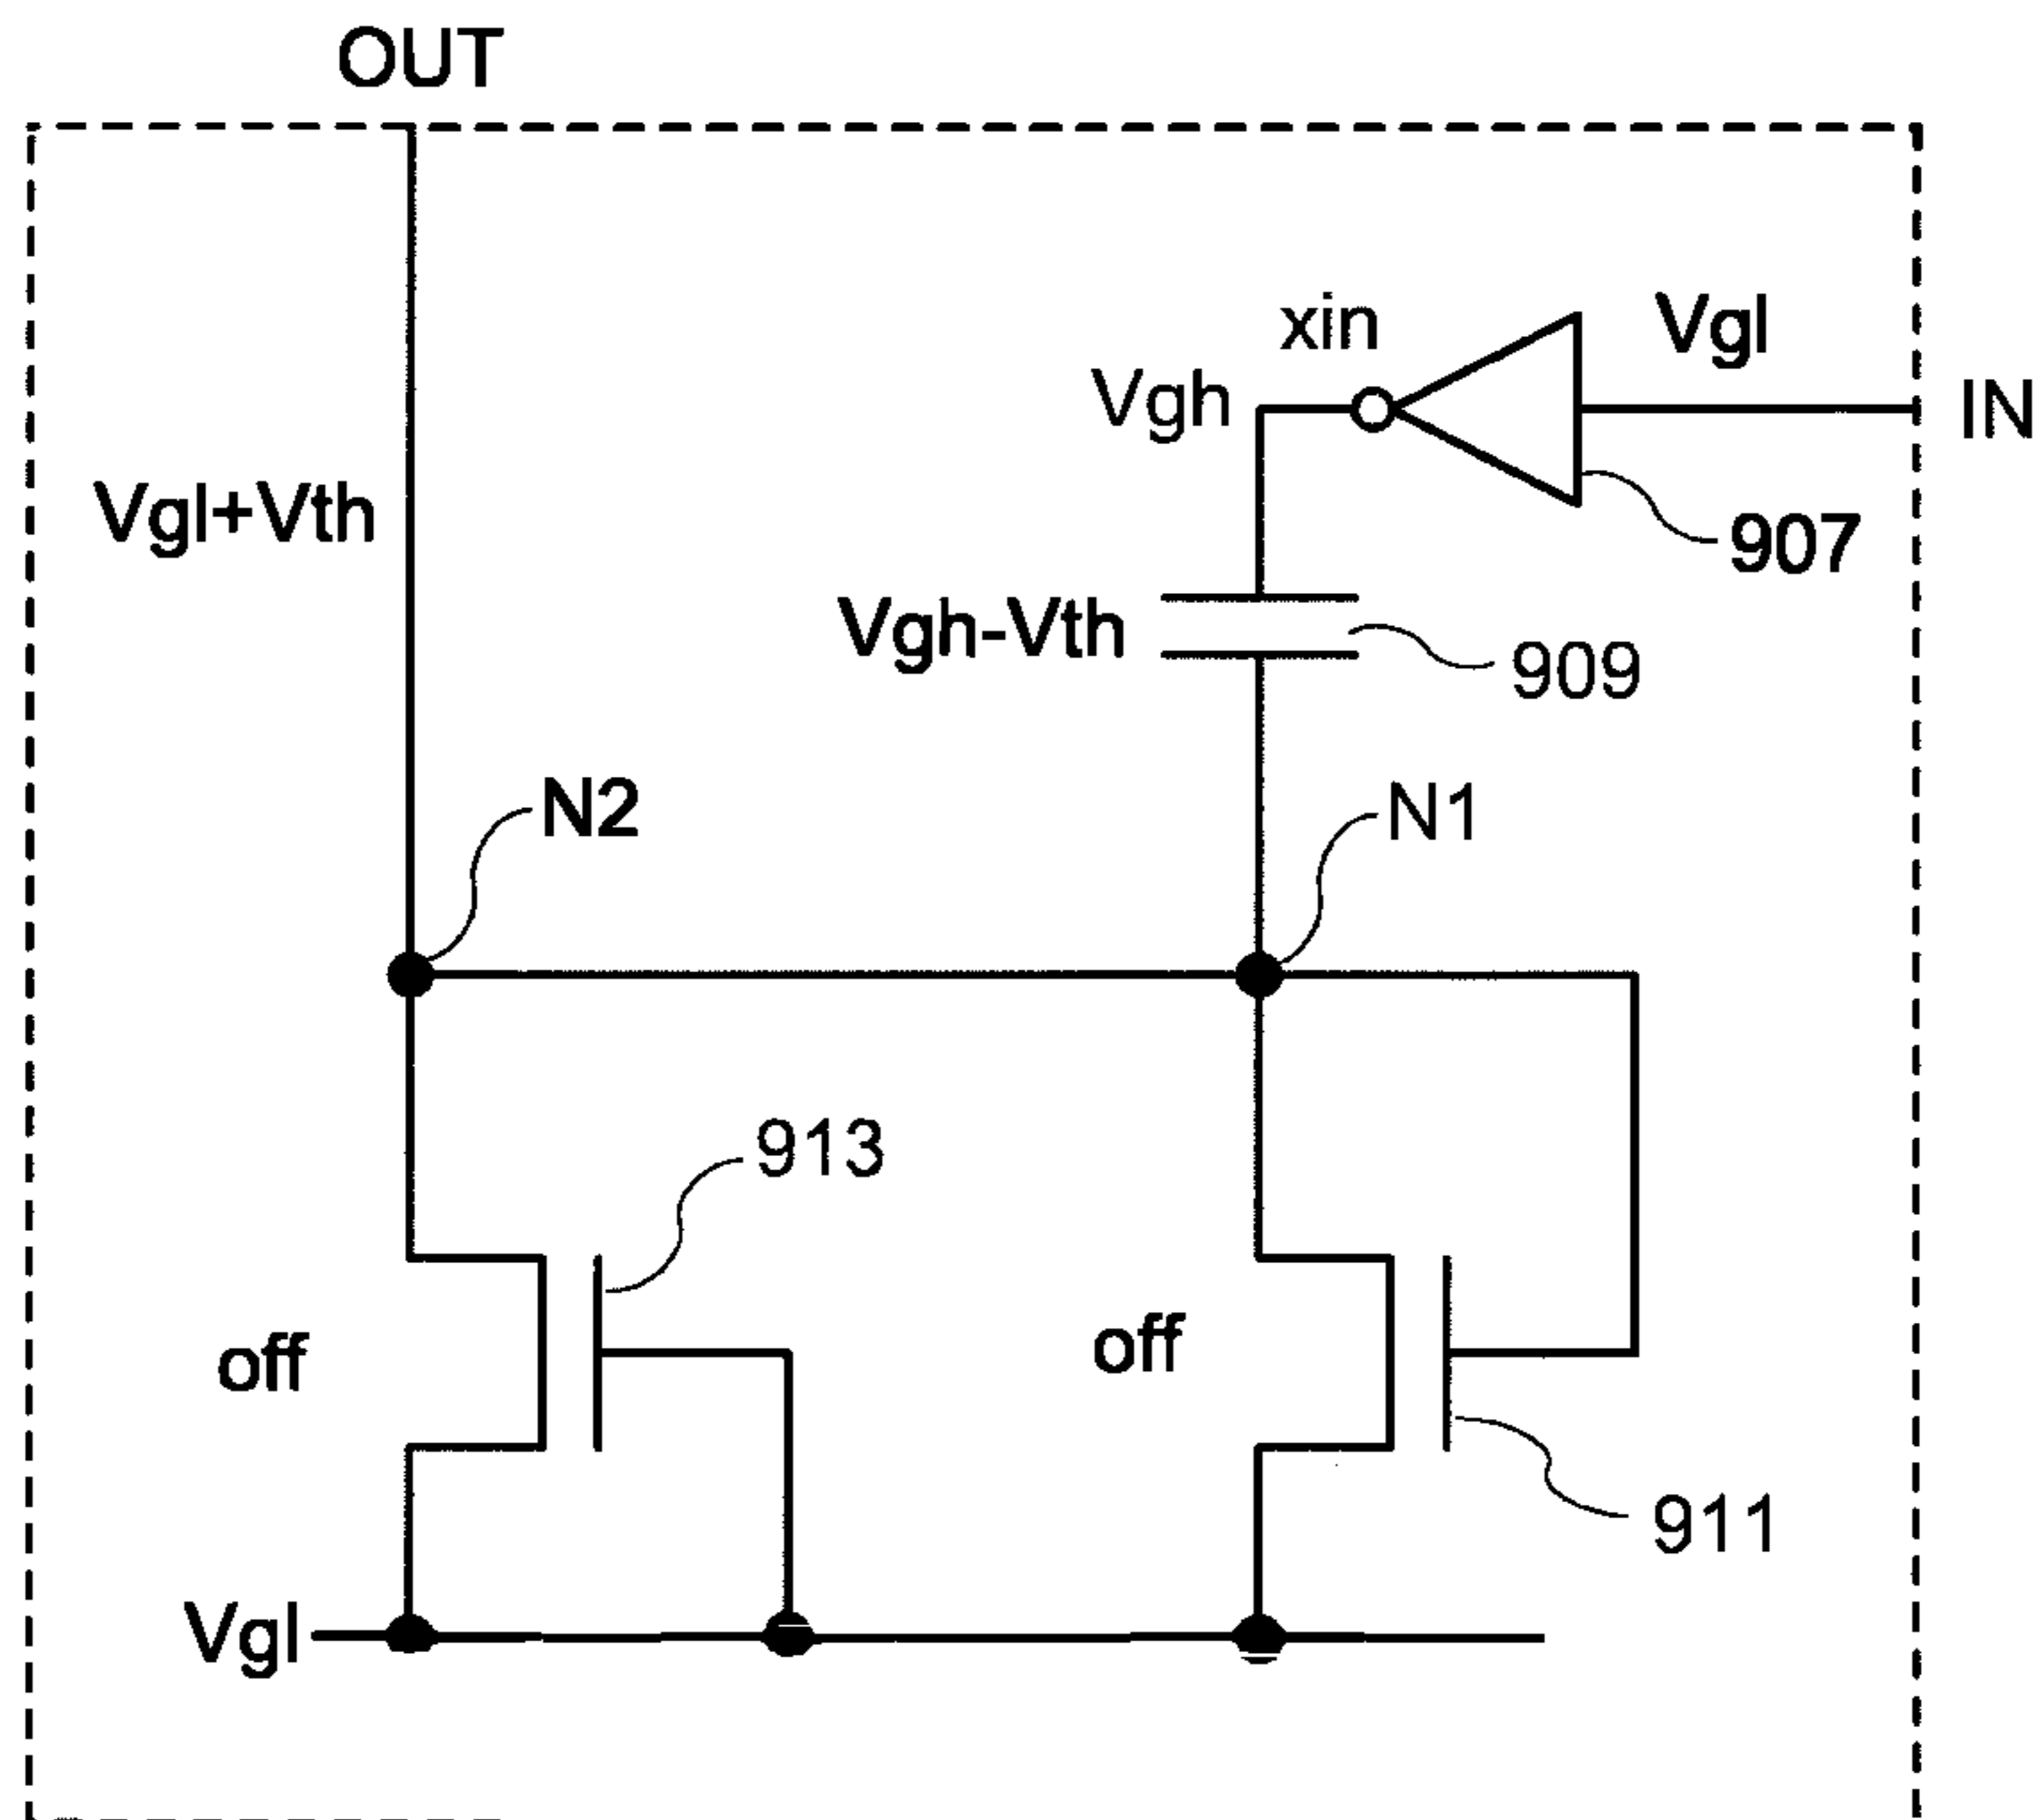 OUT
xin
Vgl
Vgh
IN
Vgl+Vth
907
Vgh-Vth
909
N2
N1
913
off
off
911
Vgl